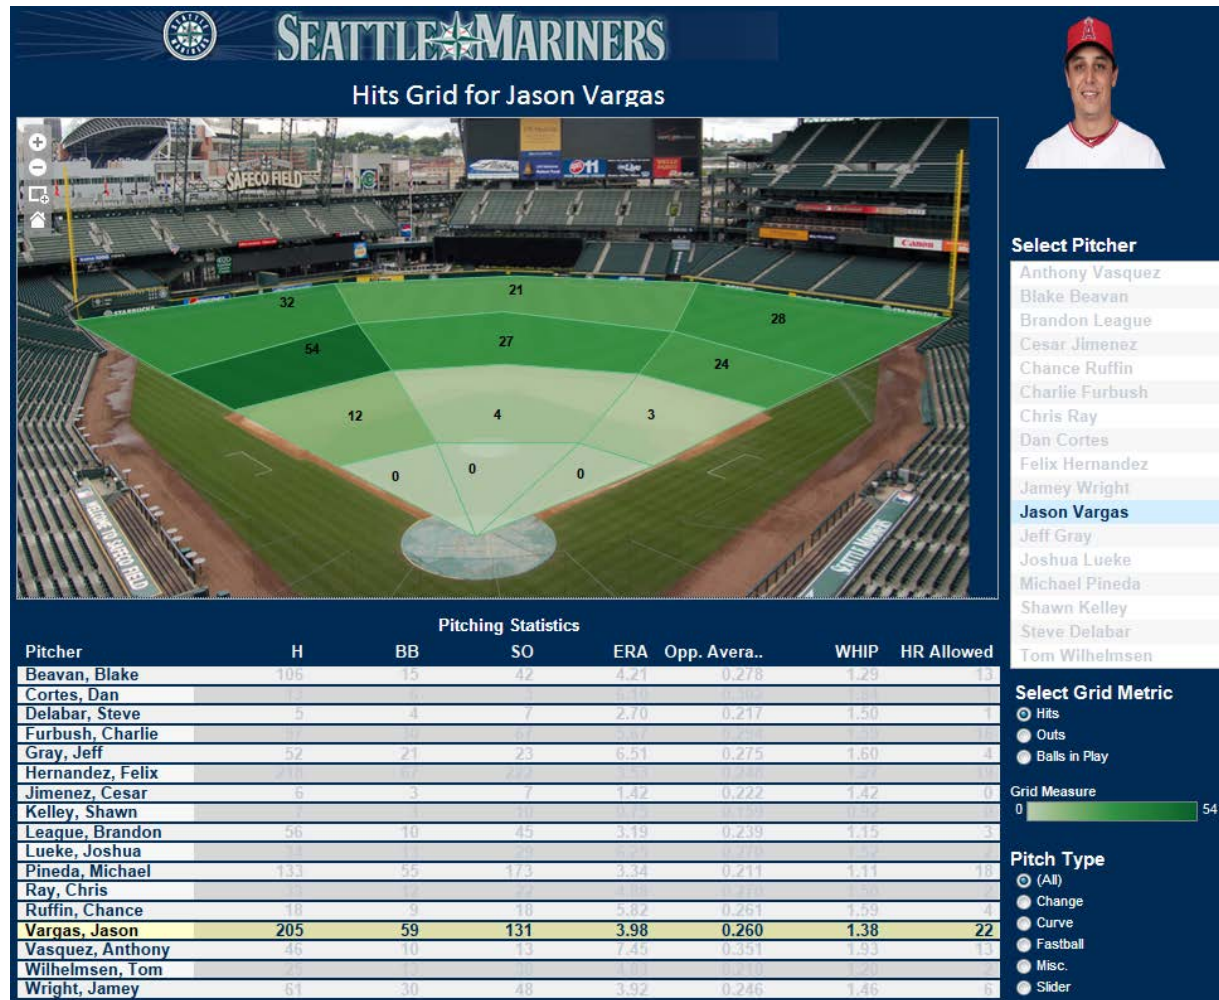 SEATTLE MARINERS
Hits Grid for Jason Vargas
SAFECO FIELD
32
21
28
54
27
24
12
4
3
0
0
0
WELCOME TO SAFECO FIELD
SEATTLE MARINERS
Select Pitcher
Anthony Vasquez
Blake Beavan
Brandon League
Cesar Jimenez
Chance Ruffin
Charlie Furbush
Chris Ray
Dan Cortes
Felix Hernandez
Jamey Wright
Jason Vargas
Jeff Gray
Joshua Lueke
Michael Pineda
Shawn Kelley
Steve Delabar
Tom Wilhelmsen
Select Grid Metric
Hits
Outs
Balls in Play
Grid Measure
0 54
Pitch Type
(All)
Change
Curve
Fastball
Misc.
Slider
Pitching Statistics
Pitcher H BB SO ERA Opp. Avera.. WHIP HR Allowed
Beavan, Blake 106 15 42 4.21 0.278 1.29 13
Cortes, Dan
Delabar, Steve 5 4 7 2.70 0.217 1.50 1
Furbush, Charlie
Gray, Jeff 52 21 23 6.51 0.275 1.60 4
Hernandez, Felix
Jimenez, Cesar 6 3 7 1.42 0.222 1.42 0
Kelley, Shawn
League, Brandon 56 10 45 3.19 0.239 1.15 3
Lueke, Joshua
Pineda, Michael 133 55 173 3.34 0.211 1.11 18
Ray, Chris
Ruffin, Chance 18 9 18 5.82 0.261 1.59 4
Vargas, Jason 205 59 131 3.98 0.260 1.38 22
Vasquez, Anthony 46 10 13 7.45 0.351 1.93 13
Wilhelmsen, Tom
Wright, Jamey 61 30 48 3.92 0.246 1.46 6